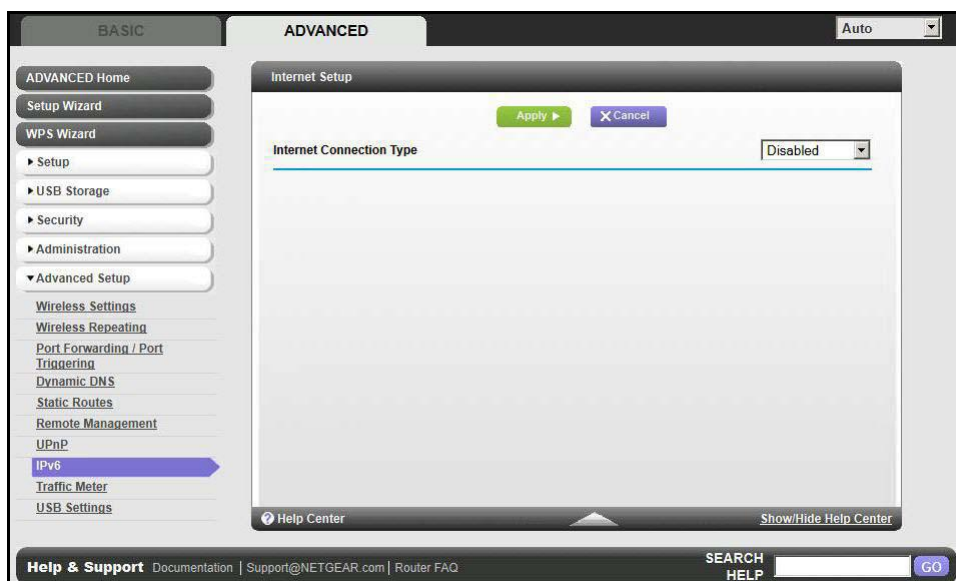 BASIC
ADVANCED
Auto
ADVANCED Home
Setup Wizard
WPS Wizard
Setup
USB Storage
Security
Administration
Advanced Setup
Wireless Settings
Wireless Repeating
Port Forwarding / Port
Triggering
Dynamic DNS
Static Routes
Remote Management
UPnP
IPv6
Traffic Meter
USB Settings
Internet Setup
Apply
X Cancel
Internet Connection Type
Disabled
? Help Center
Show/Hide Help Center
Help & Support Documentation | Support@NETGEAR.com | Router FAQ
SEARCH
HELP
GO